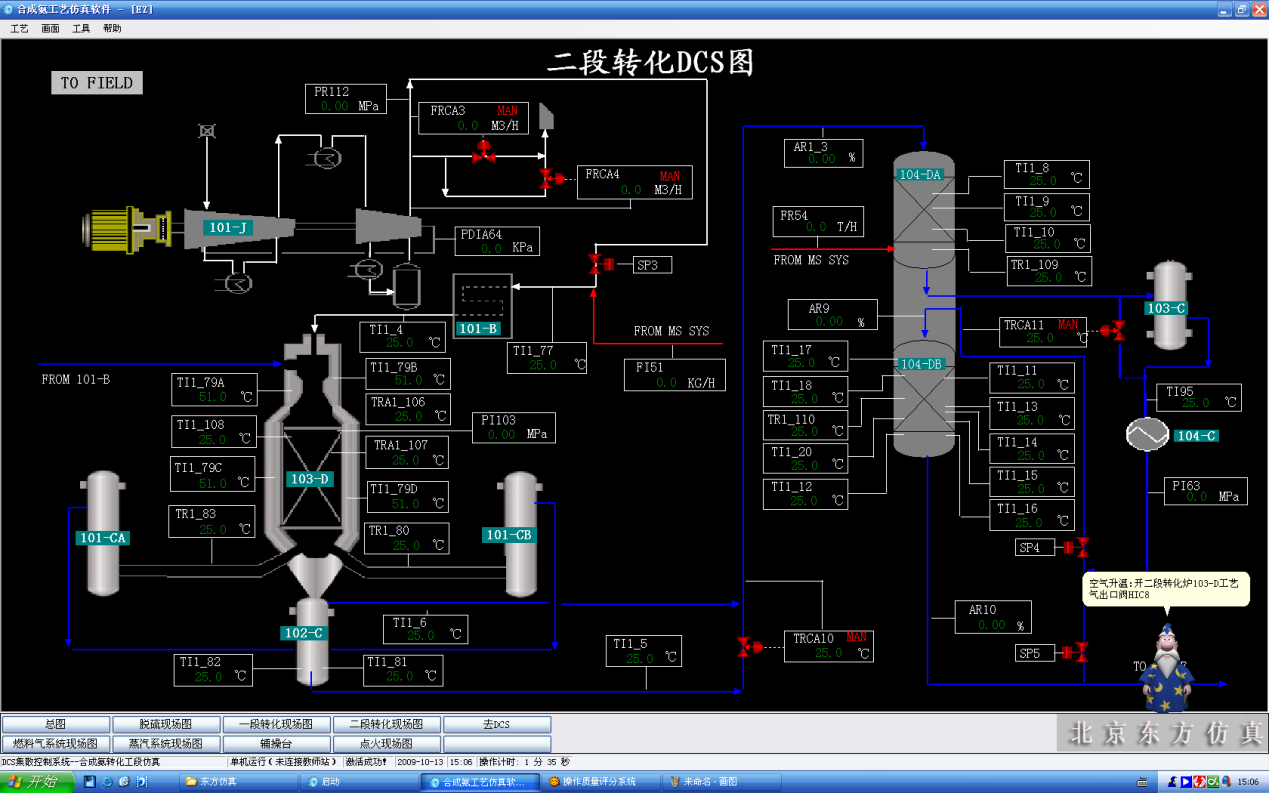 合成氨工艺仿真软件 - [EZ]
工艺 画面 工具 帮助
二段转化DCS图
TO FIELD
PR112
0.00 MPa
FRCA3 MAN
0.0 M3/H
FRCA4 MAN
0.0 M3/H
101-J
PDIA64
0.0 KPa
SP3
101-B
FROM MS SYS
FI51
0.0 KG/H
TI1_77
25.0 ℃
TI1_4
25.0 ℃
FROM 101-B
TI1_79A
51.0 ℃
TI1_79B
51.0 ℃
TRA1_106
25.0 ℃
TI1_108
25.0 ℃
PI103
0.00 MPa
TRA1_107
25.0 ℃
TI1_79C
51.0 ℃
103-D
TI1_79D
51.0 ℃
TR1_83
25.0 ℃
TR1_80
25.0 ℃
101-CA
101-CB
102-C
TI1_6
25.0 ℃
TI1_82
25.0 ℃
TI1_81
25.0 ℃
TI1_5
25.0 ℃
TRCA10 MAN
25.0 ℃
AR1_3
0.00 %
104-DA
TI1_8
25.0 ℃
TI1_9
25.0 ℃
FR54
0.0 T/H
FROM MS SYS
TI1_10
25.0 ℃
TR1_109
25.0 ℃
103-C
AR9
0.00 %
TRCA11 MAN
25.0 ℃
TI1_17
25.0 ℃
104-DB
TI1_11
25.0 ℃
TI1_18
25.0 ℃
TI95
25.0 ℃
TI1_13
25.0 ℃
TR1_110
25.0 ℃
104-C
TI1_14
25.0 ℃
TI1_20
25.0 ℃
TI1_15
25.0 ℃
TI1_12
25.0 ℃
PI63
0.0 MPa
TI1_16
25.0 ℃
SP4
空气升温:开二段转化炉103-D工艺
气出口阀HIC8
AR10
0.00 %
SP5
TO
总图 脱硫现场图 一段转化现场图 二段转化现场图 去DCS
燃料气系统现场图 蒸汽系统现场图 辅操台 点火现场图
北京东方仿真
DCS集散控制系统--合成氨转化工段仿真 单机运行(未连接教师站) 激活成功! 2009-10-13 15:06 操作计时: 1 分 35 秒
开始 东方仿真 启动 合成氨工艺仿真软... 操作质量评分系统 未命名 - 画图 15:06